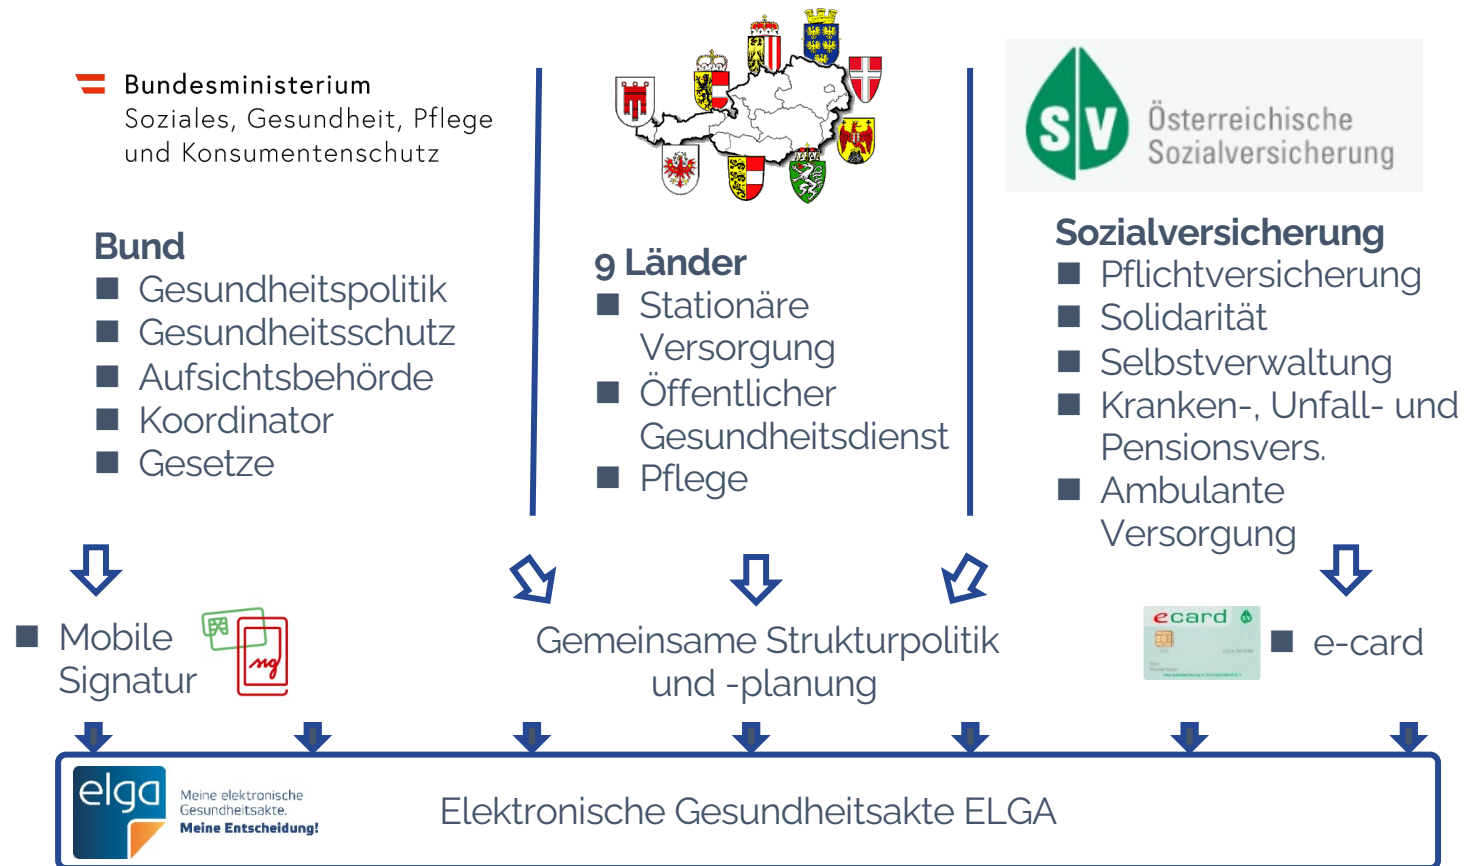 Bundesministerium
Soziales, Gesundheit, Pflege
und Konsumentenschutz
Bund
■ Gesundheitspolitik
■ Gesundheitsschutz
■ Aufsichtsbehörde
■ Koordinator
■ Gesetze
9 Länder
■ Stationäre
Versorgung
■ Öffentlicher
Gesundheitsdienst
■ Pflege
SV
Österreichische
Sozialversicherung
Sozialversicherung
■ Pflichtversicherung
■ Solidarität
■ Selbstverwaltung
■ Kranken-, Unfall- und
Pensionsvers.
■ Ambulante
Versorgung
■ Mobile
Signatur
Gemeinsame Strukturpolitik
und -planung
ecard
■ e-card
elga
Meine elektronische
Gesundheitsakte.
Meine Entscheidung!
Elektronische Gesundheitsakte ELGA